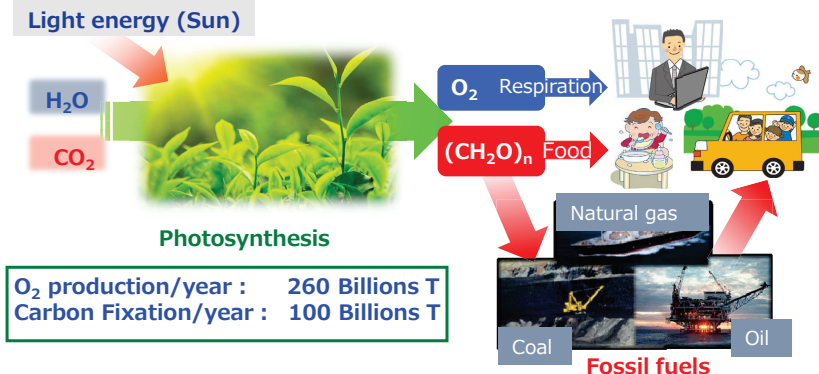 Light energy (Sun)
H₂O
CO₂
O₂ Respiration
(CH₂O)ₙ Food
Photosynthesis
O₂ production/year : 260 Billions T
Carbon Fixation/year : 100 Billions T
Natural gas
Coal
Oil
Fossil fuels